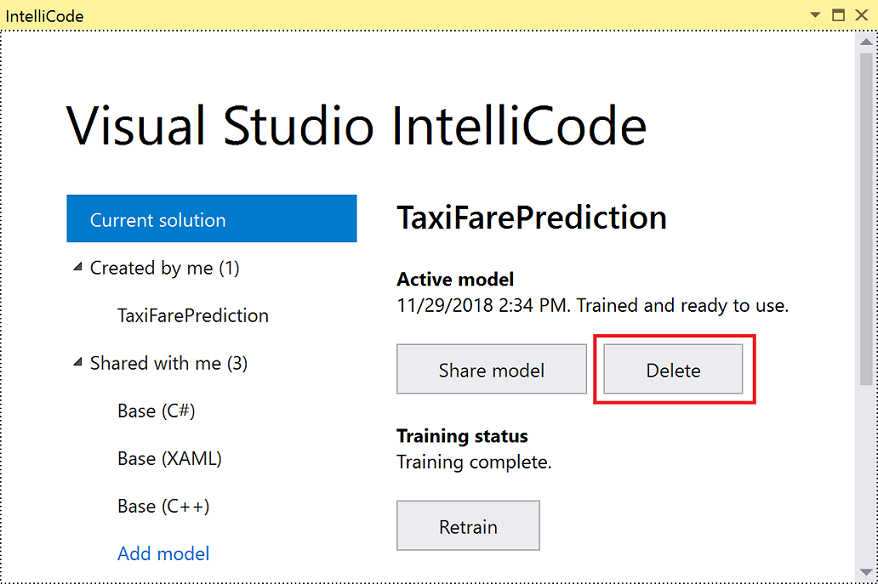 IntelliCode
Visual Studio IntelliCode
Current solution
Created by me (1)
TaxiFarePrediction
Shared with me (3)
Base (C#)
Base (XAML)
Base (C++)
Add model
TaxiFarePrediction
Active model
11/29/2018 2:34 PM. Trained and ready to use.
Share model
Delete
Training status
Training complete.
Retrain